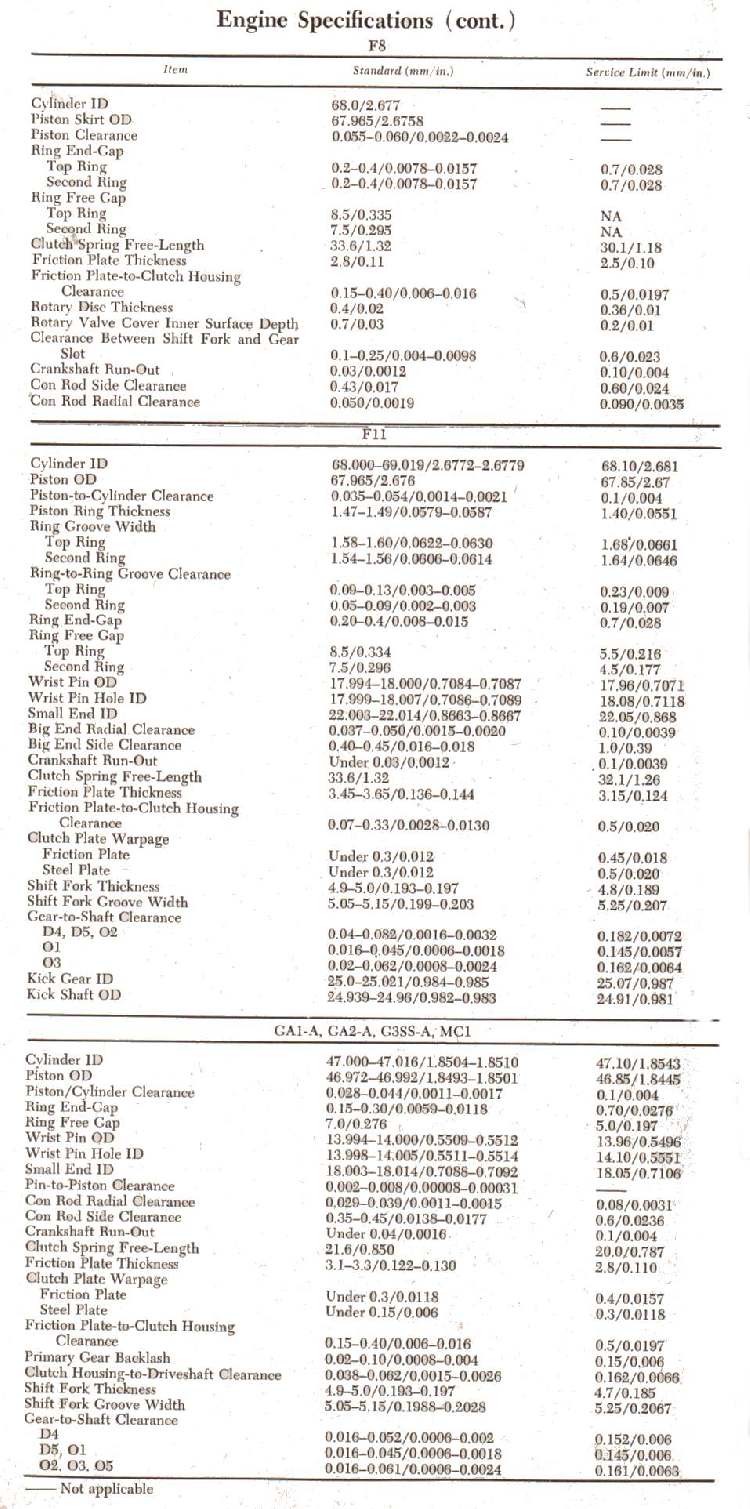 Engine Specifications (cont.)
F8
Item Standard (mm/in.) Service Limit (mm/in.)
Cylinder ID 68.0/2.677 ——
Piston Skirt OD 67.965/2.6758 ——
Piston Clearance 0.055–0.060/0.0022–0.0024 ——
Ring End-Gap
Top Ring 0.2–0.4/0.0078–0.0157 0.7/0.028
Second Ring 0.2–0.4/0.0078–0.0157 0.7/0.028
Ring Free Gap
Top Ring 8.5/0.335 NA
Second Ring 7.5/0.295 NA
Clutch Spring Free-Length 33.6/1.32 30.1/1.18
Friction Plate Thickness 2.8/0.11 2.5/0.10
Friction Plate-to-Clutch Housing
Clearance 0.15–0.40/0.006–0.016 0.5/0.0197
Rotary Disc Thickness 0.4/0.02 0.36/0.01
Rotary Valve Cover Inner Surface Depth 0.7/0.03 0.2/0.01
Clearance Between Shift Fork and Gear
Slot 0.1–0.25/0.004–0.0098 0.6/0.023
Crankshaft Run-Out 0.03/0.0012 0.10/0.004
Con Rod Side Clearance 0.43/0.017 0.60/0.024
Con Rod Radial Clearance 0.050/0.0019 0.090/0.0035
F11
Cylinder ID 68.000–69.019/2.6772–2.6779 68.10/2.681
Piston OD 67.965/2.676 67.85/2.67
Piston-to-Cylinder Clearance 0.035–0.054/0.0014–0.0021 0.1/0.004
Piston Ring Thickness 1.47–1.49/0.0579–0.0587 1.40/0.0551
Ring Groove Width
Top Ring 1.58–1.60/0.0622–0.0630 1.68/0.0661
Second Ring 1.54–1.56/0.0606–0.0614 1.64/0.0646
Ring-to-Ring Groove Clearance
Top Ring 0.09–0.13/0.003–0.005 0.23/0.009
Second Ring 0.05–0.09/0.002–0.003 0.19/0.007
Ring End-Gap 0.20–0.4/0.008–0.015 0.7/0.028
Ring Free Gap
Top Ring 8.5/0.334 5.5/0.216
Second Ring 7.5/0.296 4.5/0.177
Wrist Pin OD 17.994–18.000/0.7084–0.7087 17.96/0.7071
Wrist Pin Hole ID 17.999–18.007/0.7086–0.7089 18.08/0.7118
Small End ID 22.003–22.014/0.8663–0.8667 22.05/0.868
Big End Radial Clearance 0.037–0.050/0.0015–0.0020 0.10/0.0039
Big End Side Clearance 0.40–0.45/0.016–0.018 1.0/0.39
Crankshaft Run-Out Under 0.03/0.0012 0.1/0.0039
Clutch Spring Free-Length 33.6/1.32 32.1/1.26
Friction Plate Thickness 3.45–3.65/0.136–0.144 3.15/0.124
Friction Plate-to-Clutch Housing
Clearance 0.07–0.33/0.0028–0.0130 0.5/0.020
Clutch Plate Warpage
Friction Plate Under 0.3/0.012 0.45/0.018
Steel Plate Under 0.3/0.012 0.5/0.020
Shift Fork Thickness 4.9–5.0/0.193–0.197 4.8/0.189
Shift Fork Groove Width 5.05–5.15/0.199–0.203 5.25/0.207
Gear-to-Shaft Clearance
D4, D5, O2 0.04–0.082/0.0016–0.0032 0.182/0.0072
O1 0.016–0.045/0.0006–0.0018 0.145/0.0057
O3 0.02–0.062/0.0008–0.0024 0.162/0.0064
Kick Gear ID 25.0–25.021/0.984–0.985 25.07/0.987
Kick Shaft OD 24.939–24.96/0.982–0.983 24.91/0.981
GA1-A, GA2-A, G3SS-A, MC1
Cylinder ID 47.000–47.016/1.8504–1.8510 47.10/1.8543
Piston OD 46.972–46.992/1.8493–1.8501 46.85/1.8445
Piston/Cylinder Clearance 0.028–0.044/0.0011–0.0017 0.1/0.004
Ring End-Gap 0.15–0.30/0.0059–0.0118 0.70/0.0276
Ring Free Gap 7.0/0.276 5.0/0.197
Wrist Pin OD 13.994–14.000/0.5509–0.5512 13.96/0.5496
Wrist Pin Hole ID 13.998–14.005/0.5511–0.5514 14.10/0.5551
Small End ID 18.003–18.014/0.7088–0.7092 18.05/0.7106
Pin-to-Piston Clearance 0.002–0.008/0.00008–0.00031 ——
Con Rod Radial Clearance 0.029–0.039/0.0011–0.0015 0.08/0.0031
Con Rod Side Clearance 0.35–0.45/0.0138–0.0177 0.6/0.0236
Crankshaft Run-Out Under 0.04/0.0016 0.1/0.004
Clutch Spring Free-Length 21.6/0.850 20.0/0.787
Friction Plate Thickness 3.1–3.3/0.122–0.130 2.8/0.110
Clutch Plate Warpage
Friction Plate Under 0.3/0.0118 0.4/0.0157
Steel Plate Under 0.15/0.006 0.3/0.0118
Friction Plate-to-Clutch Housing
Clearance 0.15–0.40/0.006–0.016 0.5/0.0197
Primary Gear Backlash 0.02–0.10/0.0008–0.004 0.15/0.006
Clutch Housing-to-Driveshaft Clearance 0.038–0.062/0.0015–0.0026 0.162/0.0066
Shift Fork Thickness 4.9–5.0/0.193–0.197 4.7/0.185
Shift Fork Groove Width 5.05–5.15/0.1988–0.2028 5.25/0.2067
Gear-to-Shaft Clearance
D4 0.016–0.052/0.0006–0.002 0.152/0.006
D5, O1 0.016–0.045/0.0006–0.0018 0.145/0.006
O2, O3, O5 0.016–0.061/0.0006–0.0024 0.161/0.0063
—— Not applicable